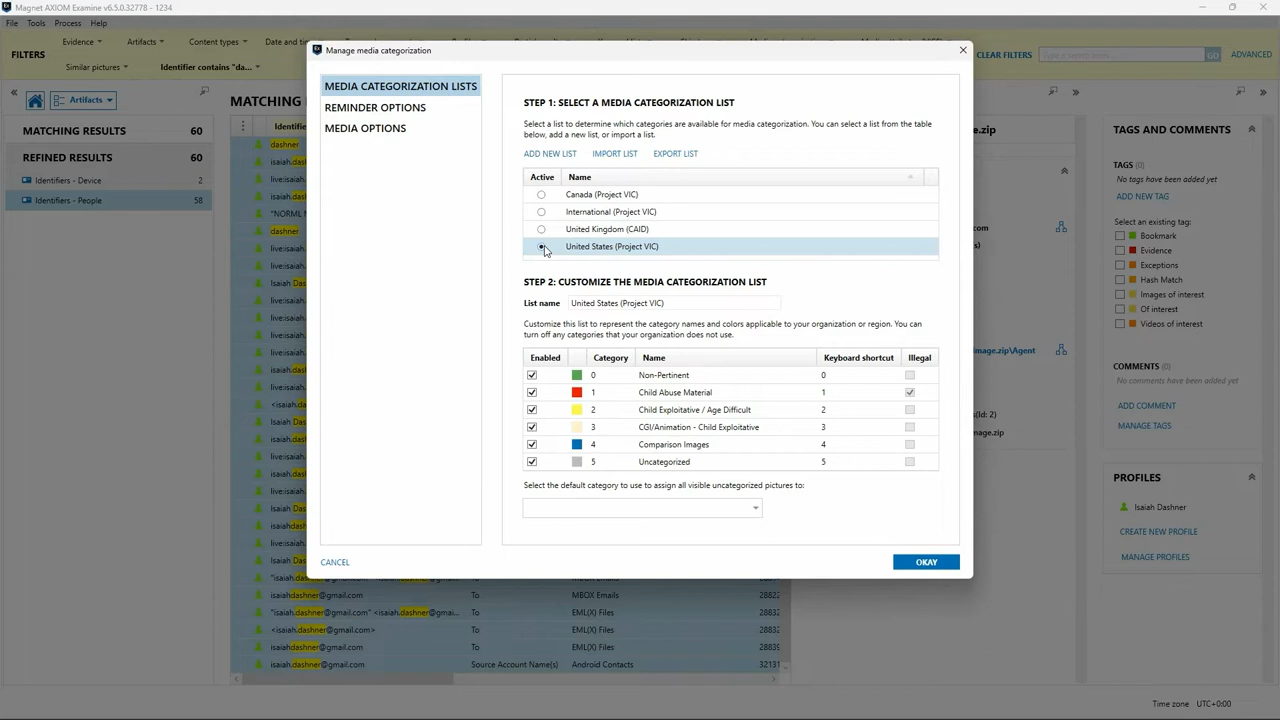 Magnet AXIOM Examine v6.5.0.32778 - 1234
File Tools Process Help
FILTERS
Evidence
Artifacts
Content types
CLEAR FILTERS
Type a search term...
GO
ADVANCED
Similar pictures
Identifier contains "da...
Artifacts
MATCHING
MATCHING RESULTS 60
REFINED RESULTS 60
Identifiers - Device 2
Identifiers - People 58
Manage media categorization
MEDIA CATEGORIZATION LISTS
REMINDER OPTIONS
MEDIA OPTIONS
STEP 1: SELECT A MEDIA CATEGORIZATION LIST
Select a list to determine which categories are available for media categorization. You can select a list from the table
below, add a new list, or import a list.
ADD NEW LIST IMPORT LIST EXPORT LIST
Active Name
Canada (Project VIC)
International (Project VIC)
United Kingdom (CAID)
United States (Project VIC)
STEP 2: CUSTOMIZE THE MEDIA CATEGORIZATION LIST
List name United States (Project VIC)
Customize this list to represent the category names and colors applicable to your organization or region. You can
turn off any categories that your organization does not use.
Enabled Category Name Keyboard shortcut Illegal
0 Non-Pertinent 0
1 Child Abuse Material 1
2 Child Exploitative / Age Difficult 2
3 CGI/Animation - Child Exploitative 3
4 Comparison Images 4
5 Uncategorized 5
Select the default category to use to assign all visible uncategorized pictures to:
CANCEL
OKAY
dashner
"NORML
dashner
MBOX Emails
"isaiah.dashner@gmail.com" <isaiah.dashner@gmai... To EML(X) Files
<isaiah.dashner@gmail.com> To EML(X) Files
isaiahdashner@gmail.com To EML(X) Files
isaiah.dashner@gmail.com Source Account Name(s) Android Contacts 32131
TAGS AND COMMENTS
TAGS (0)
No tags have been added yet
ADD NEW TAG
Select an existing tag:
Bookmark
Evidence
Exceptions
Hash Match
Images of interest
Of interest
Videos of interest
COMMENTS (0)
No comments have been added yet
ADD COMMENT
MANAGE TAGS
PROFILES
Isaiah Dashner
CREATE NEW PROFILE
MANAGE PROFILES
Time zone UTC+0:00